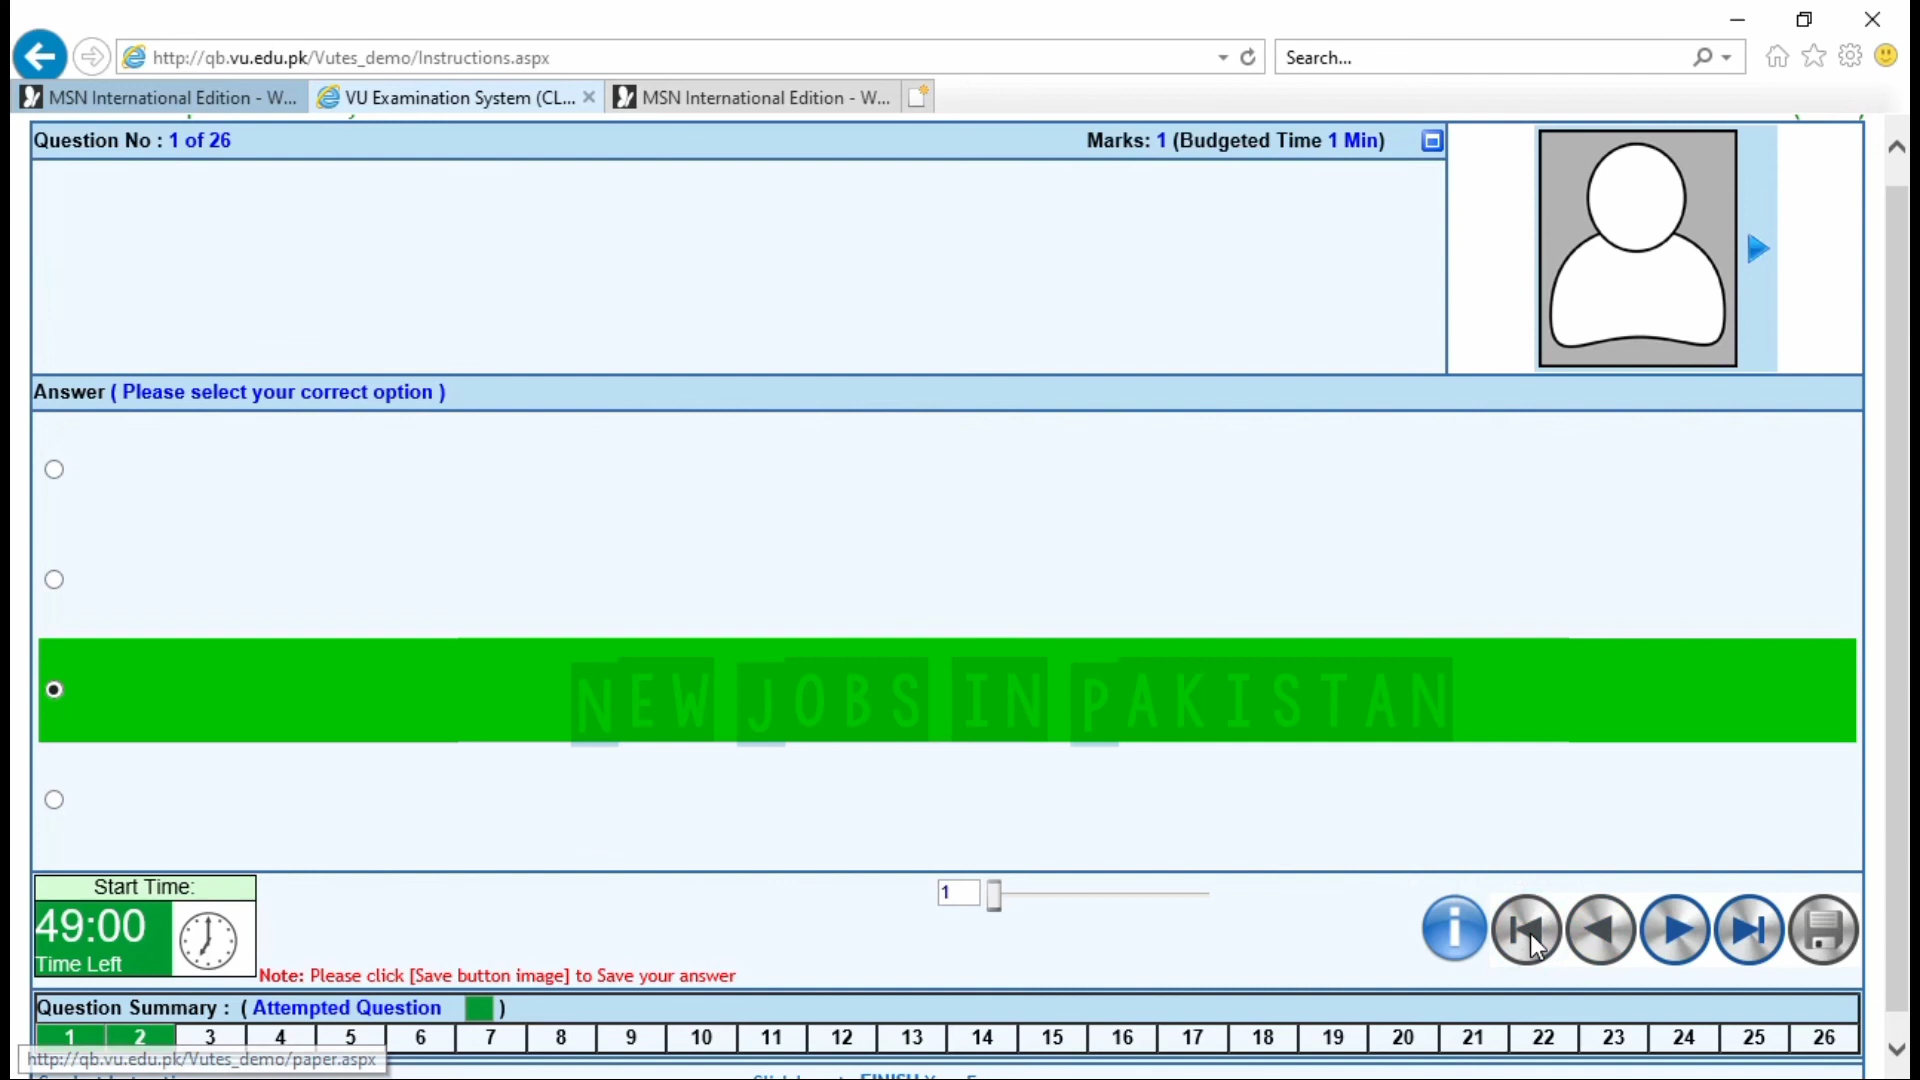 http://qb.vu.edu.pk/Vutes_demo/Instructions.aspx
Search...
MSN International Edition - W...
VU Examination System (CL...
MSN International Edition - W...
Question No : 1 of 26
Marks: 1 (Budgeted Time 1 Min)
Answer ( Please select your correct option )
NEW JOBS IN PAKISTAN
Start Time:
49:00
Time Left
1
Note: Please click [Save button image] to Save your answer
Question Summary : ( Attempted Question )
1 2 3 4 5 6 7 8 9 10 11 12 13 14 15 16 17 18 19 20 21 22 23 24 25 26
http://qb.vu.edu.pk/Vutes_demo/paper.aspx